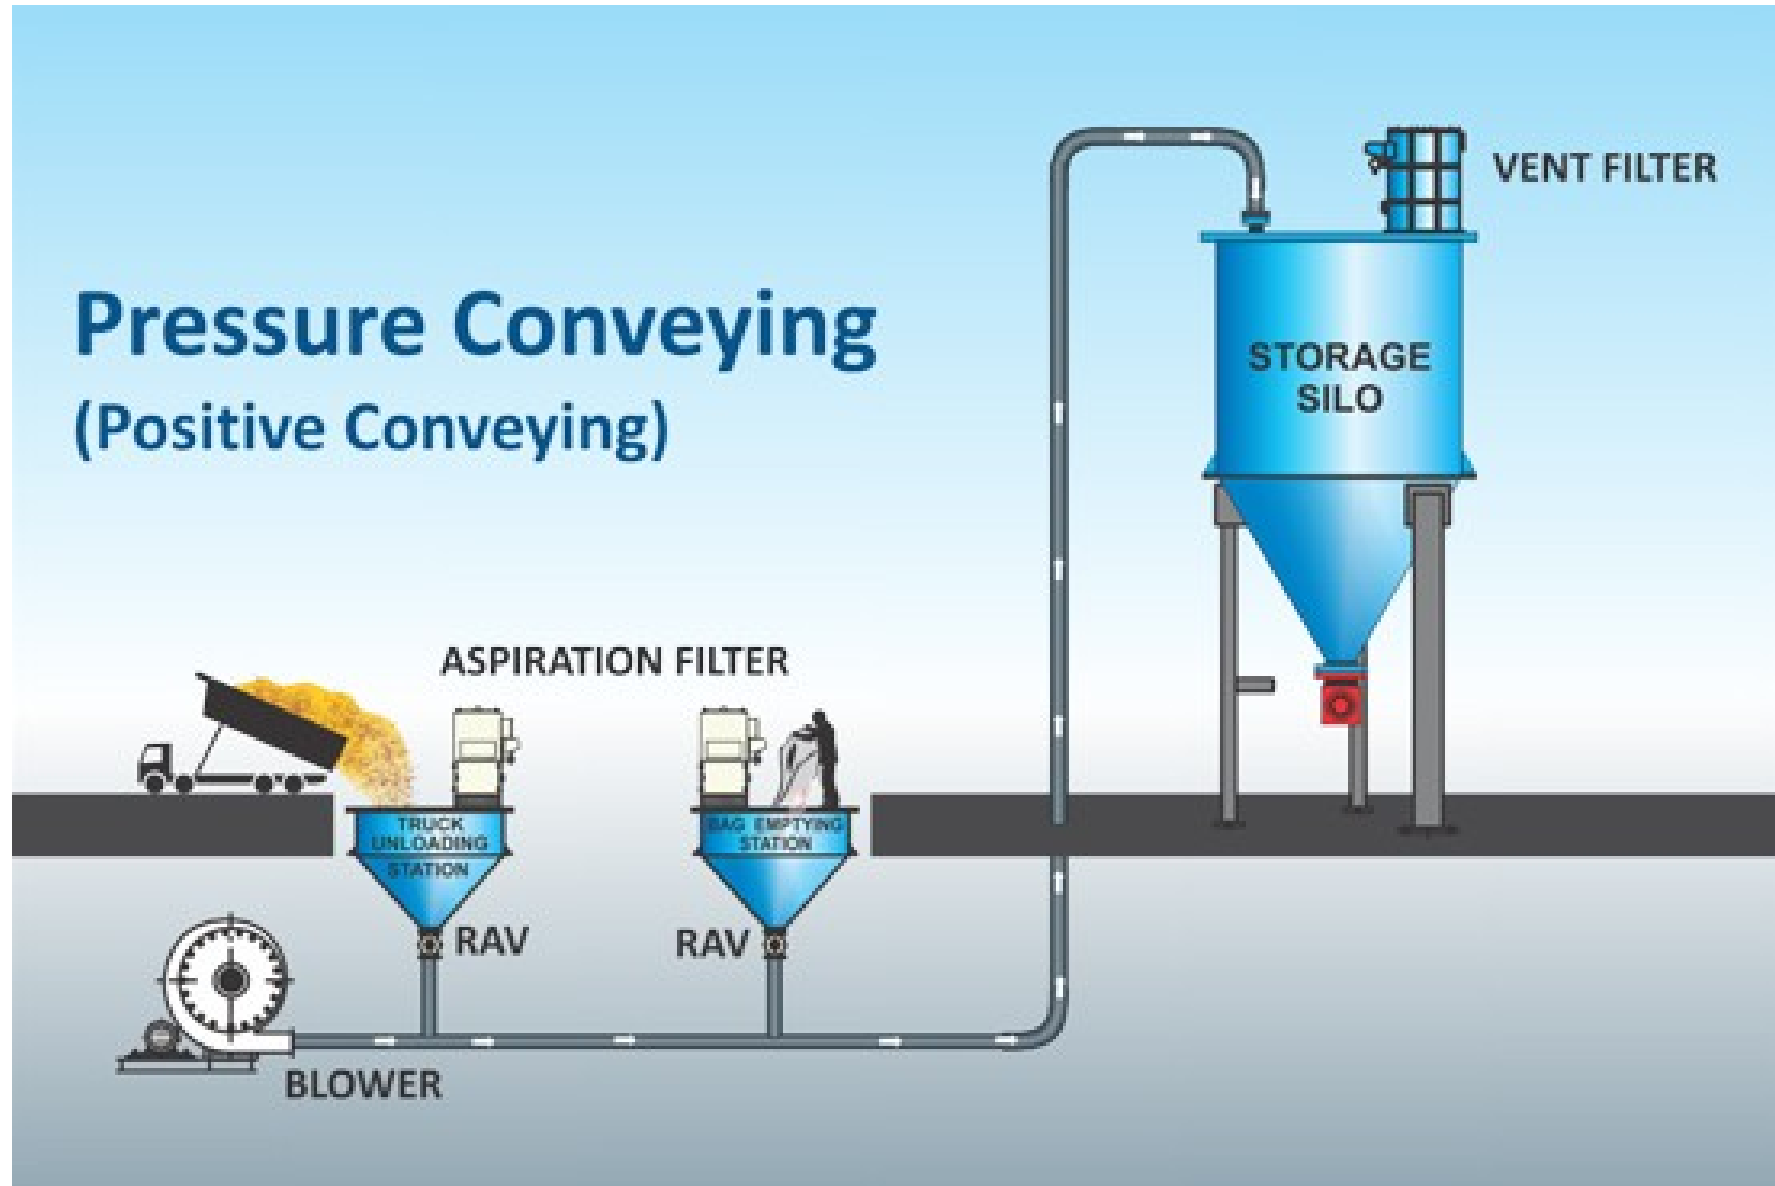 VENT FILTER
Pressure Conveying
(Positive Conveying)
STORAGE
SILO
ASPIRATION FILTER
TRUCK
UNLOADING
STATION
BAG EMPTYING
STATION
RAV
RAV
BLOWER